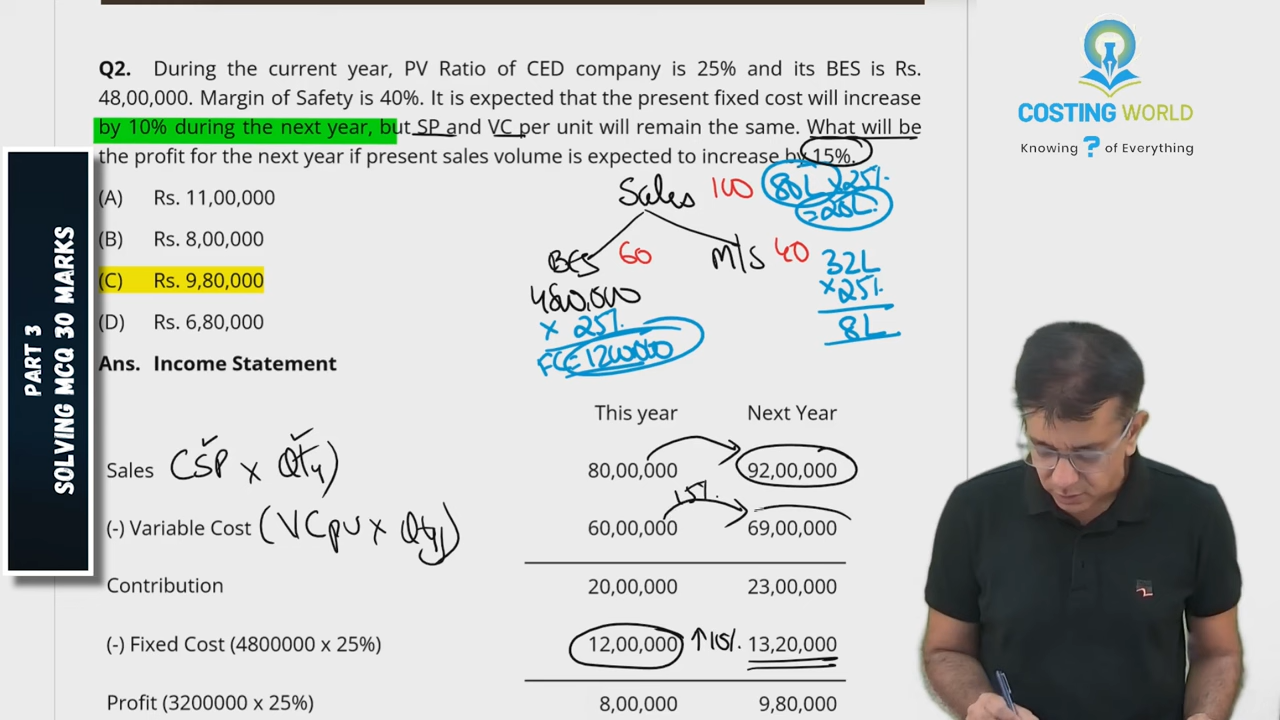 Q2. During the current year, PV Ratio of CED company is 25% and its BES is Rs.
48,00,000. Margin of Safety is 40%. It is expected that the present fixed cost will increase
by 10% during the next year, but SP and VC per unit will remain the same. What will be
the profit for the next year if present sales volume is expected to increase by 15%.
(A) Rs. 11,00,000
(B) Rs. 8,00,000
(C) Rs. 9,80,000
(D) Rs. 6,80,000
Sales 100
80L x 25%
= 20L
BES 60
M/S 40
x 25%
32L
x 25%
8L
Ans. Income Statement
This year Next Year
Sales (SP x Qty) 80,00,000 92,00,000
15%
(-) Variable Cost (VC pu x Qty) 60,00,000 69,00,000
Contribution 20,00,000 23,00,000
(-) Fixed Cost (4800000 x 25%) 12,00,000 ↑10% 13,20,000
Profit (3200000 x 25%) 8,00,000 9,80,000
PART 3
SOLVING MCQ 30 MARKS
COSTING WORLD
Knowing ? of Everything